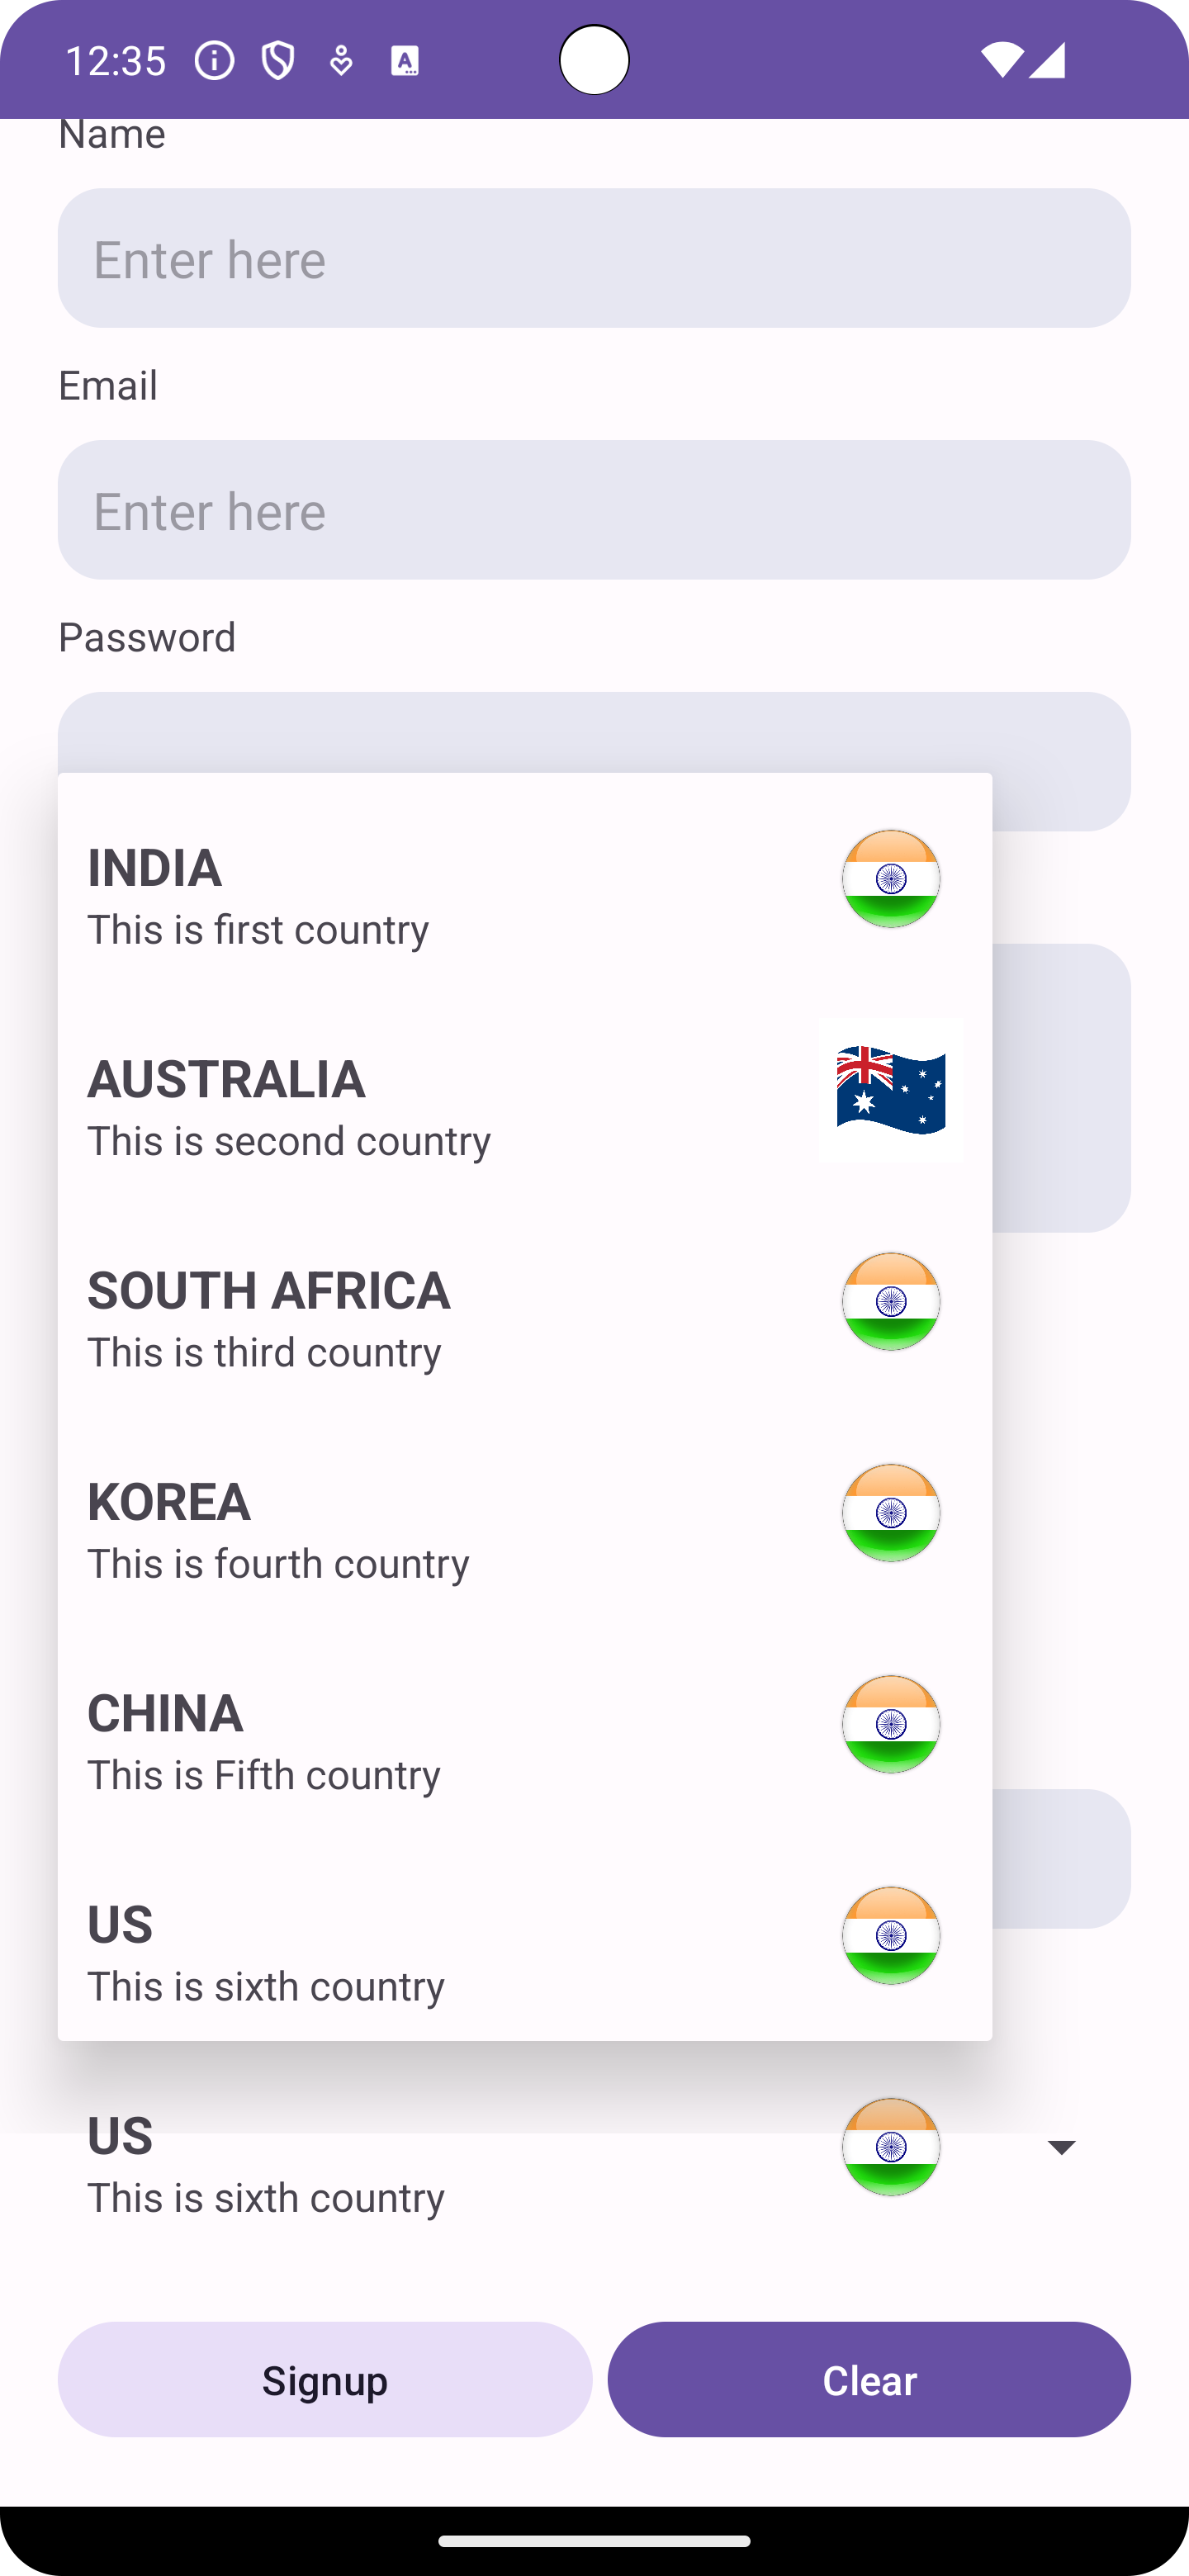 12:35
Name
Enter here
Email
Enter here
Password
INDIA
This is first country
AUSTRALIA
This is second country
SOUTH AFRICA
This is third country
KOREA
This is fourth country
CHINA
This is Fifth country
US
This is sixth country
US
This is sixth country
Signup
Clear